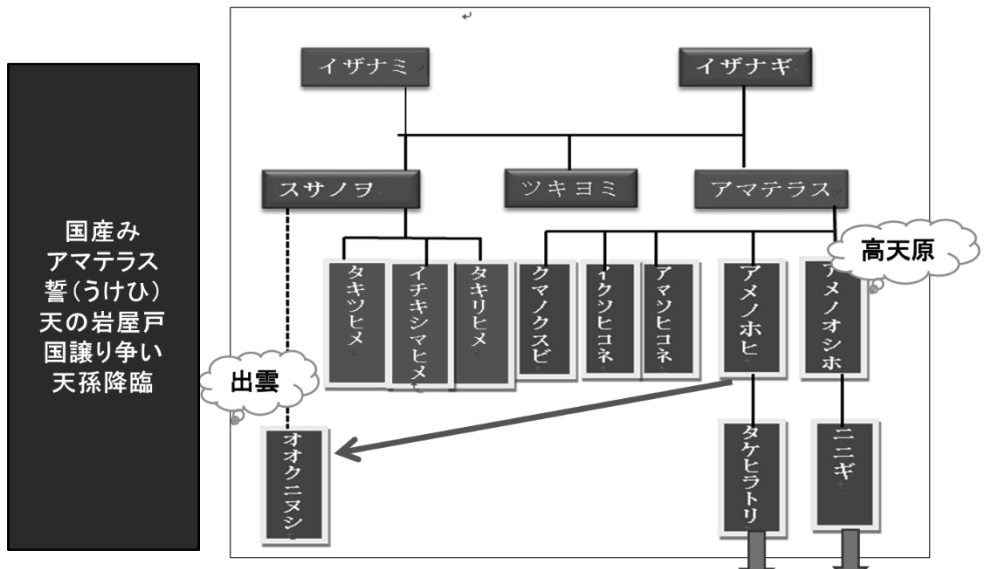 国産み
アマテラス
誓(うけひ)
天の岩屋戸
国譲り争い
天孫降臨
イザナミ
イザナギ
スサノヲ
ツキヨミ
アマテラス
高天原
タキツヒメ
イチキシマヒメ
タキリヒメ
クマノクスビ
イクツヒコネ
アマツヒコネ
アメノホヒ
アメノオシホ
出雲
オオクニヌシ
タケヒラトリ
ニニギ